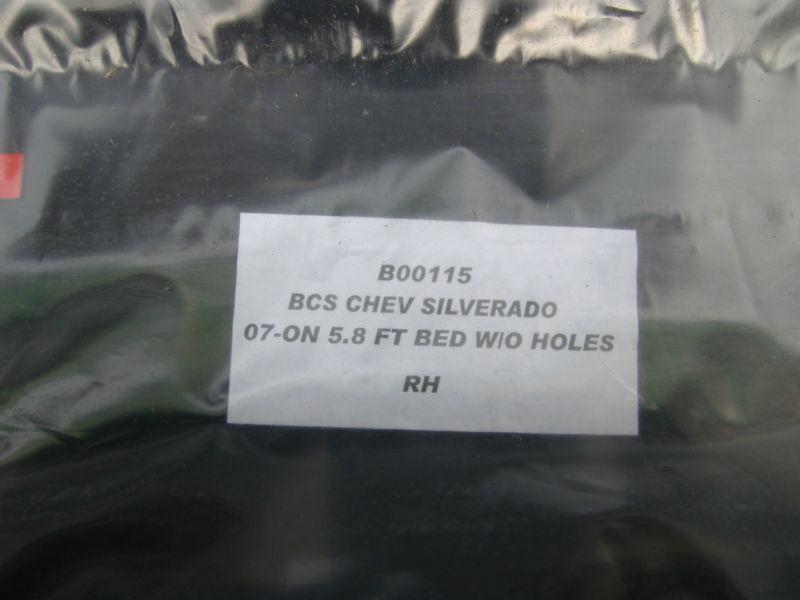 B00115
BCS CHEV SILVERADO
07-ON 5.8 FT BED W/O HOLES
RH